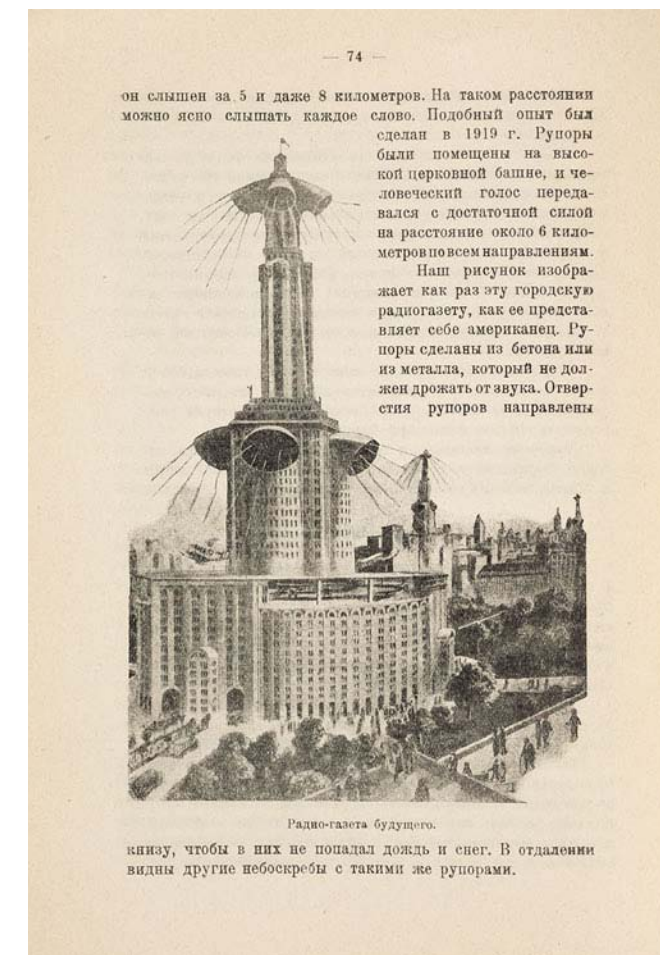 — 74 —
он слышен за 5 и даже 8 километров. На таком расстоянии
можно ясно слышать каждое слово. Подобный опыт был
сделан в 1919 г. Рупоры
были помещены на высо-
кой церковной башне, и че-
ловеческий голос переда-
вался с достаточной силой
на расстояние около 6 кило-
метров по всем направлениям.
Наш рисунок изобра-
жает как раз эту городскую
радиогазету, как ее предста-
вляет себе американец. Ру-
поры сделаны из бетона или
из металла, который не дол-
жен дрожать от звука. Отвер-
стия рупоров направлены
Радио-газета будущего.
книзу, чтобы в них не попадал дождь и снег. В отдалении
видны другие небоскребы с такими же рупорами.